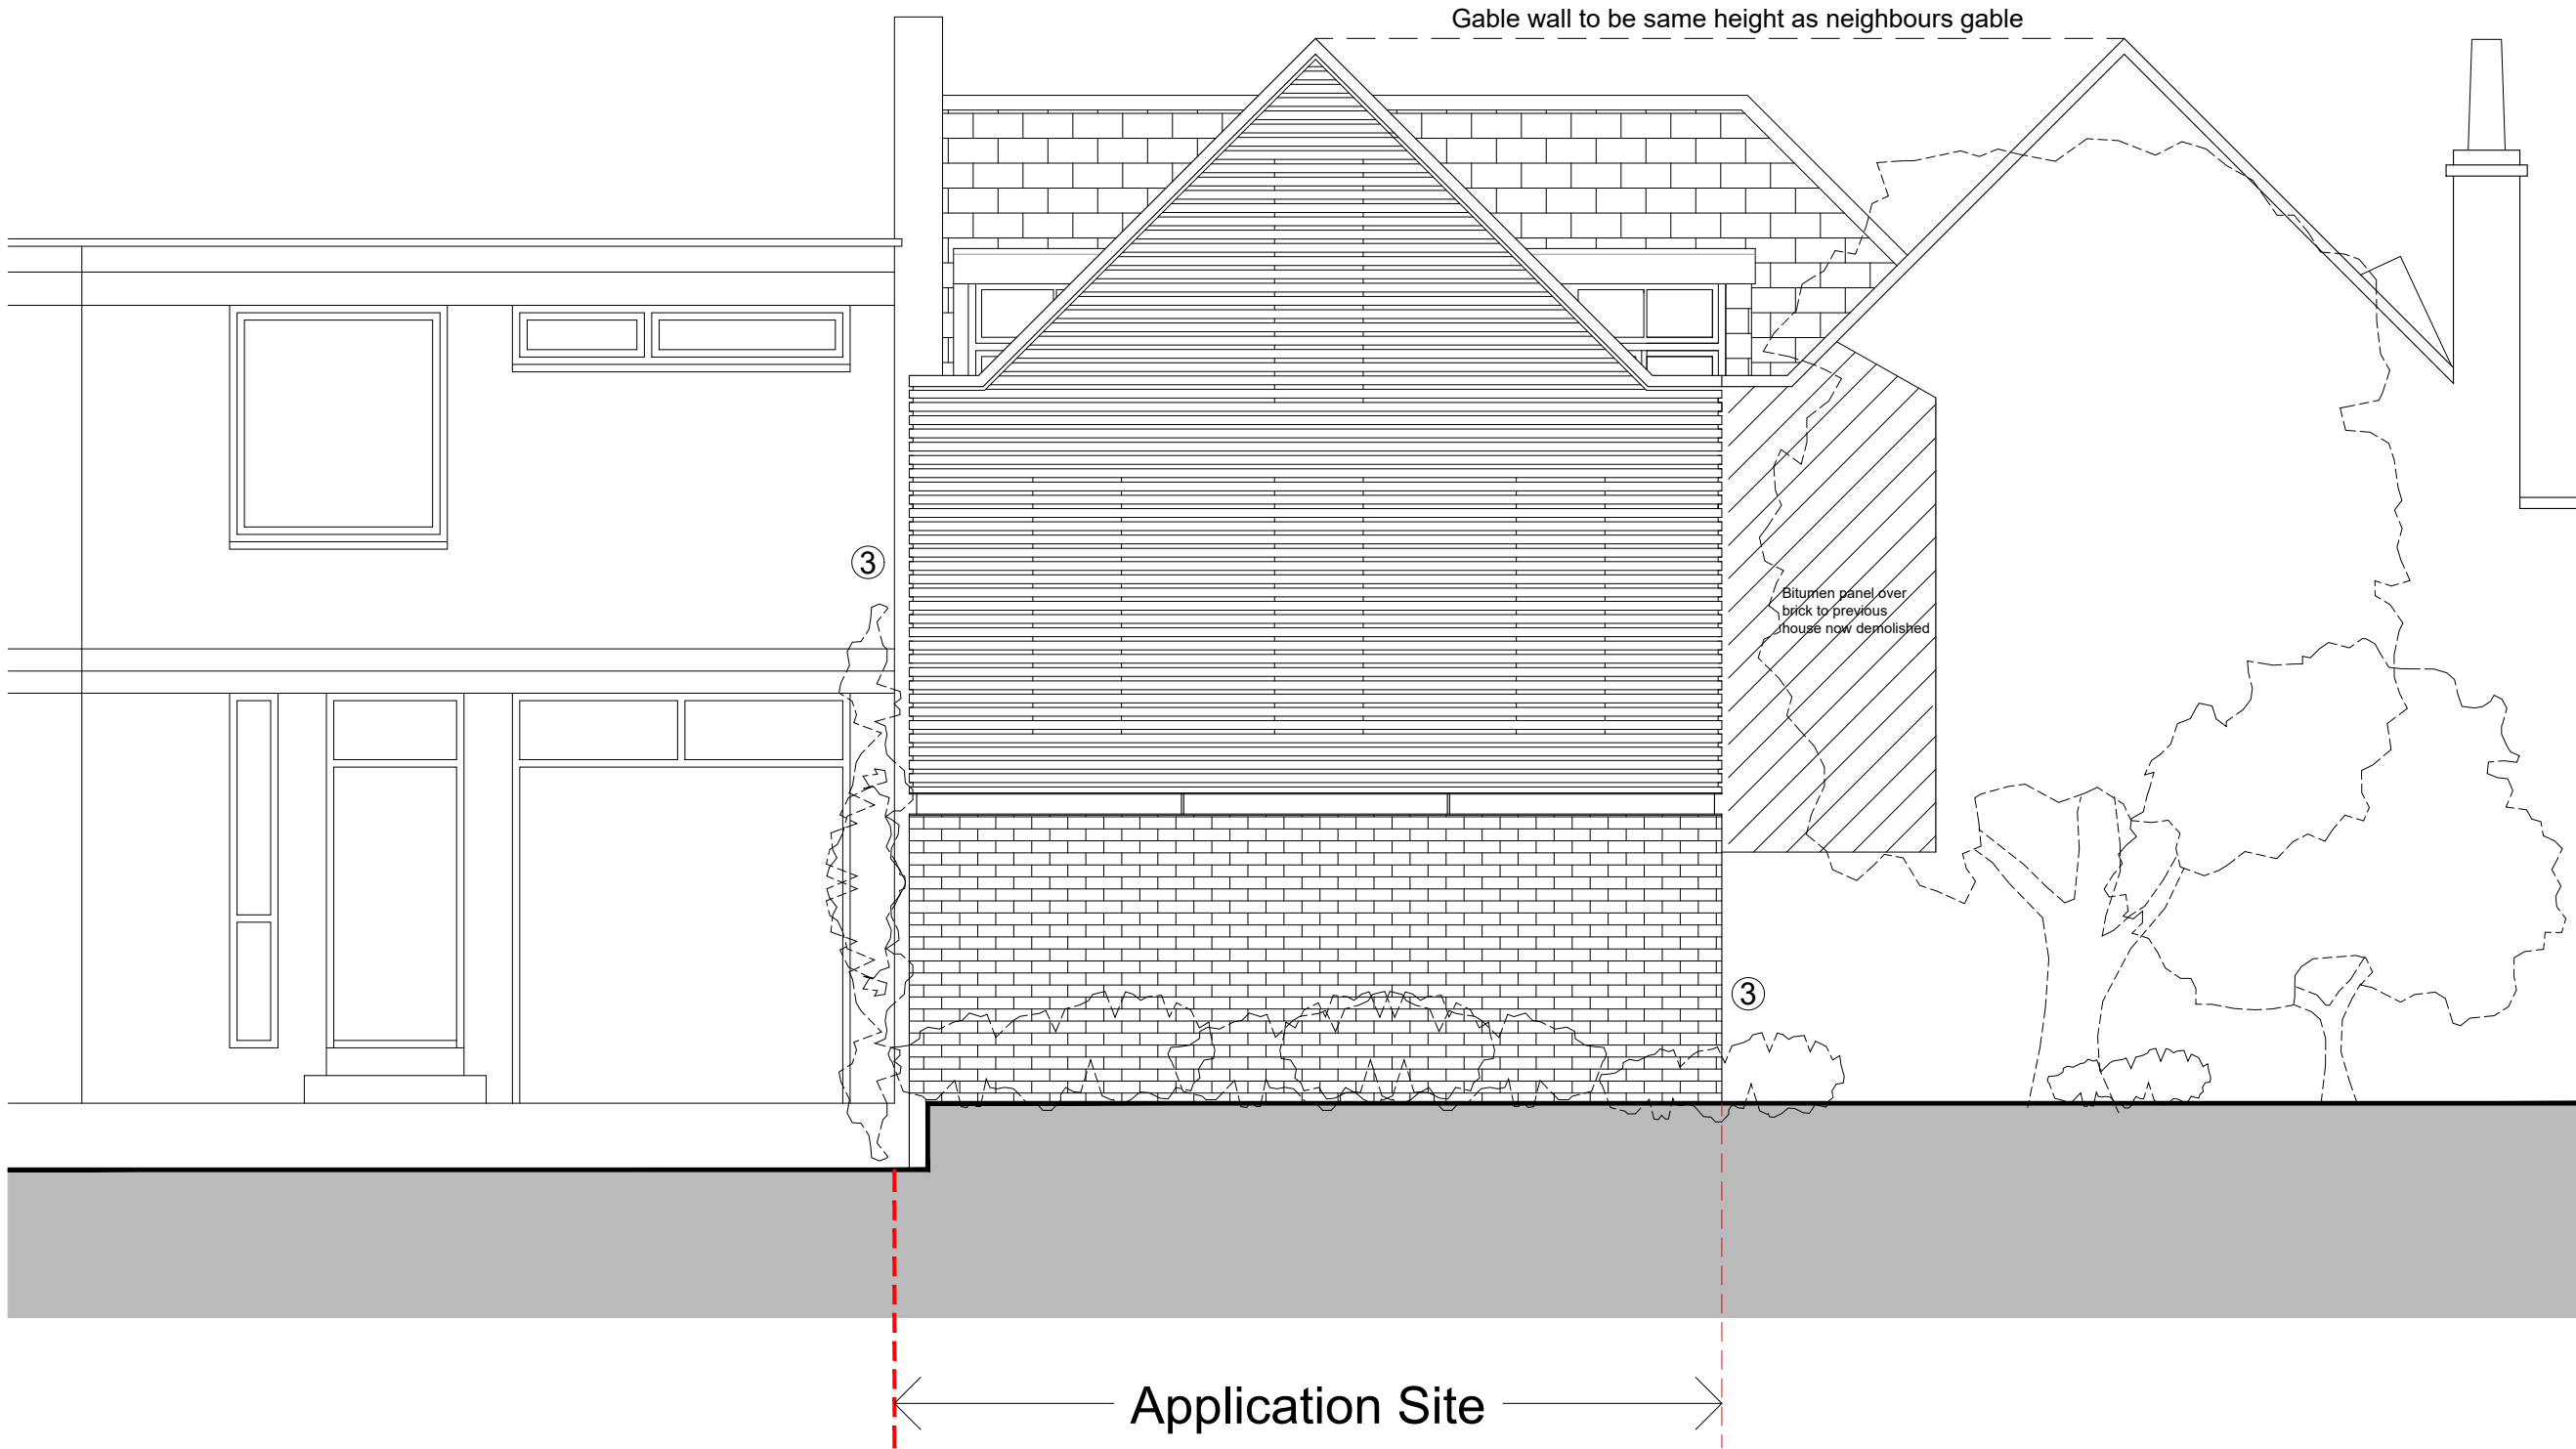 Gable wall to be same height as neighbours gable
3
Bitumen panel over
brick to previous
house now demolished
3
Application Site